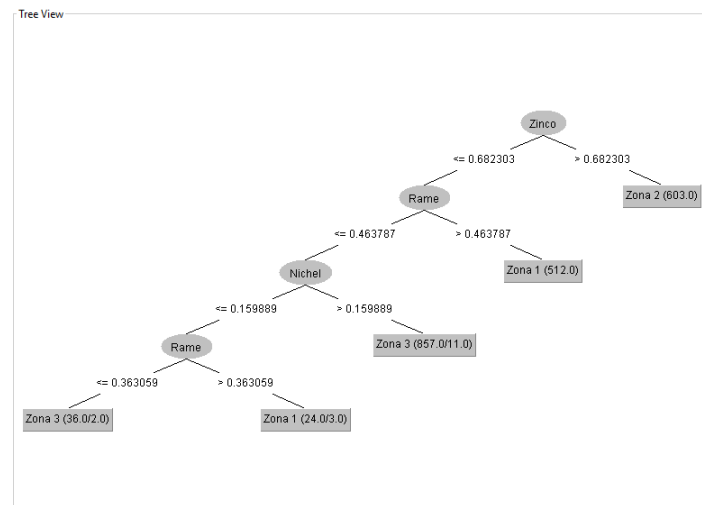 Tree View
Zinco
<= 0.682303 > 0.682303
Rame Zona 2 (603.0)
<= 0.463787 > 0.463787
Nichel Zona 1 (512.0)
<= 0.159889 > 0.159889
Rame Zona 3 (857.0/11.0)
<= 0.363059 > 0.363059
Zona 3 (36.0/2.0) Zona 1 (24.0/3.0)